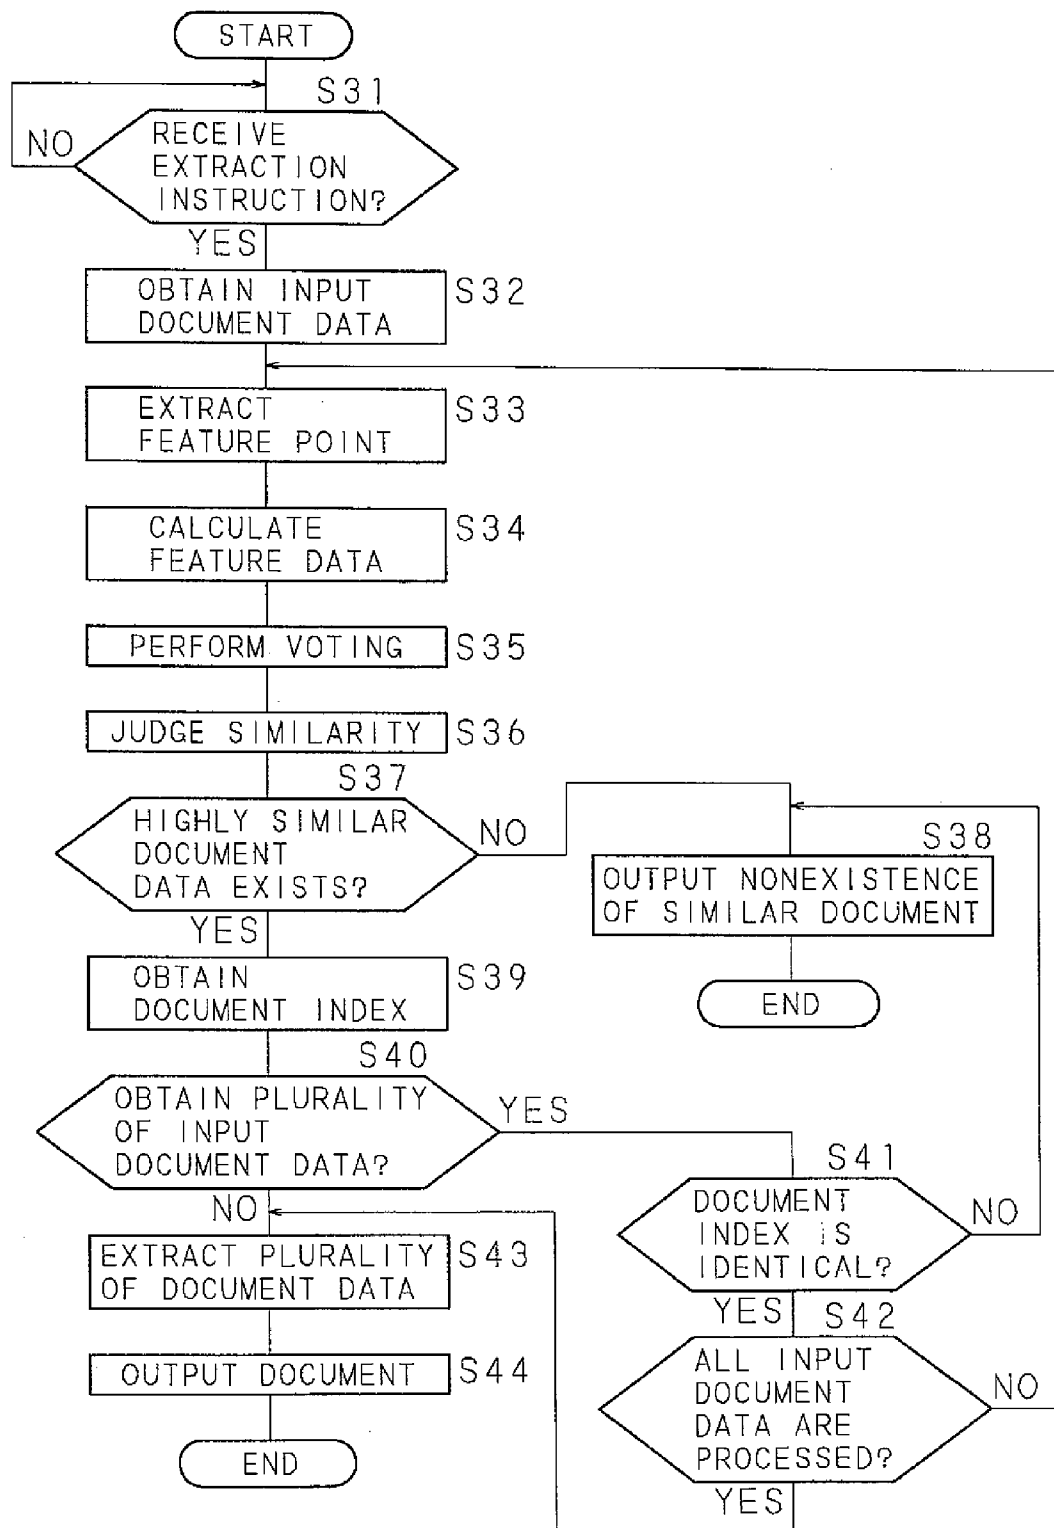 START
S31
NO
RECEIVE
EXTRACTION
INSTRUCTION?
YES
OBTAIN INPUT
DOCUMENT DATA
S32
EXTRACT
FEATURE POINT
S33
CALCULATE
FEATURE DATA
S34
PERFORM VOTING
S35
JUDGE SIMILARITY
S36
S37
HIGHLY SIMILAR
DOCUMENT
DATA EXISTS?
NO
YES
S38
OUTPUT NONEXISTENCE
OF SIMILAR DOCUMENT
END
OBTAIN
DOCUMENT INDEX
S39
S40
OBTAIN PLURALITY
OF INPUT
DOCUMENT DATA?
YES
NO
S41
DOCUMENT
INDEX IS
IDENTICAL?
NO
YES
S42
ALL INPUT
DOCUMENT
DATA ARE
PROCESSED?
NO
YES
EXTRACT PLURALITY
OF DOCUMENT DATA
S43
OUTPUT DOCUMENT
S44
END